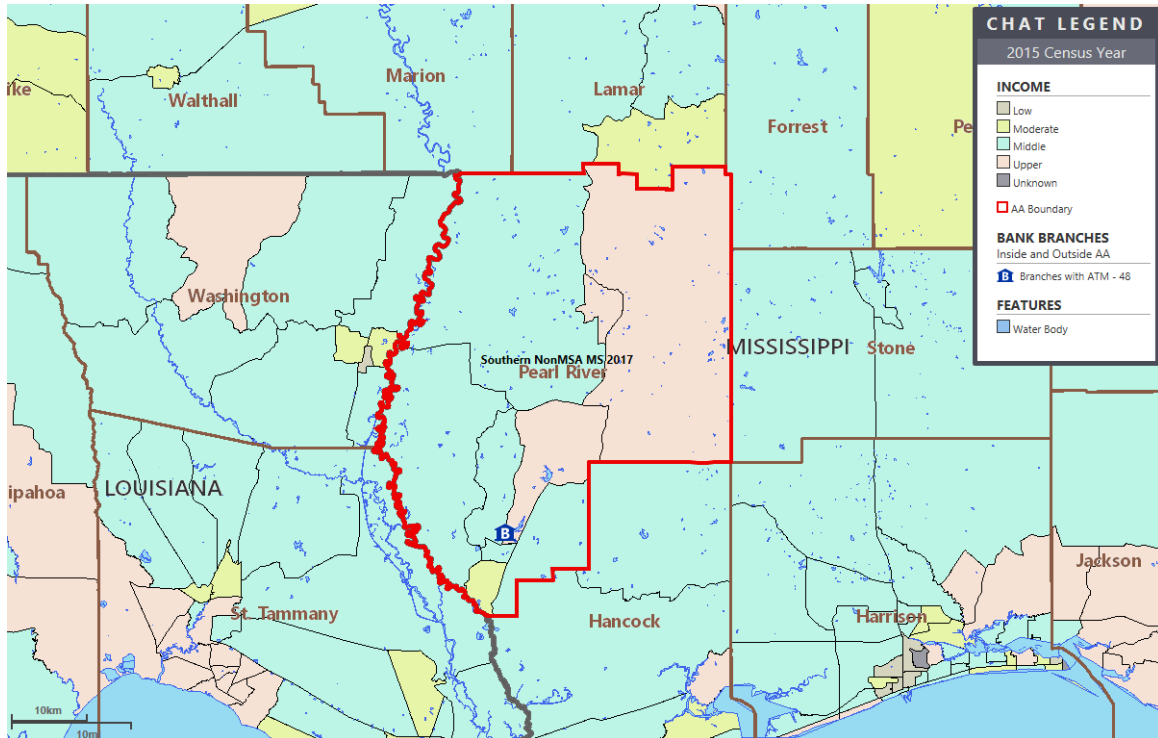 CHAT LEGEND
2015 Census Year
INCOME
Low
Moderate
Middle
Upper
Unknown
AA Boundary
BANK BRANCHES
Inside and Outside AA
B Branches with ATM - 48
FEATURES
Water Body
Marion
ike
Walthall
Lamar
Forrest
Pe
Washington
MISSISSIPPI
Stone
Southern NonMSA MS 2017
Pearl River
ipahoa
LOUISIANA
B
Jackson
St. Tammany
Hancock
Harrison
10km
10m